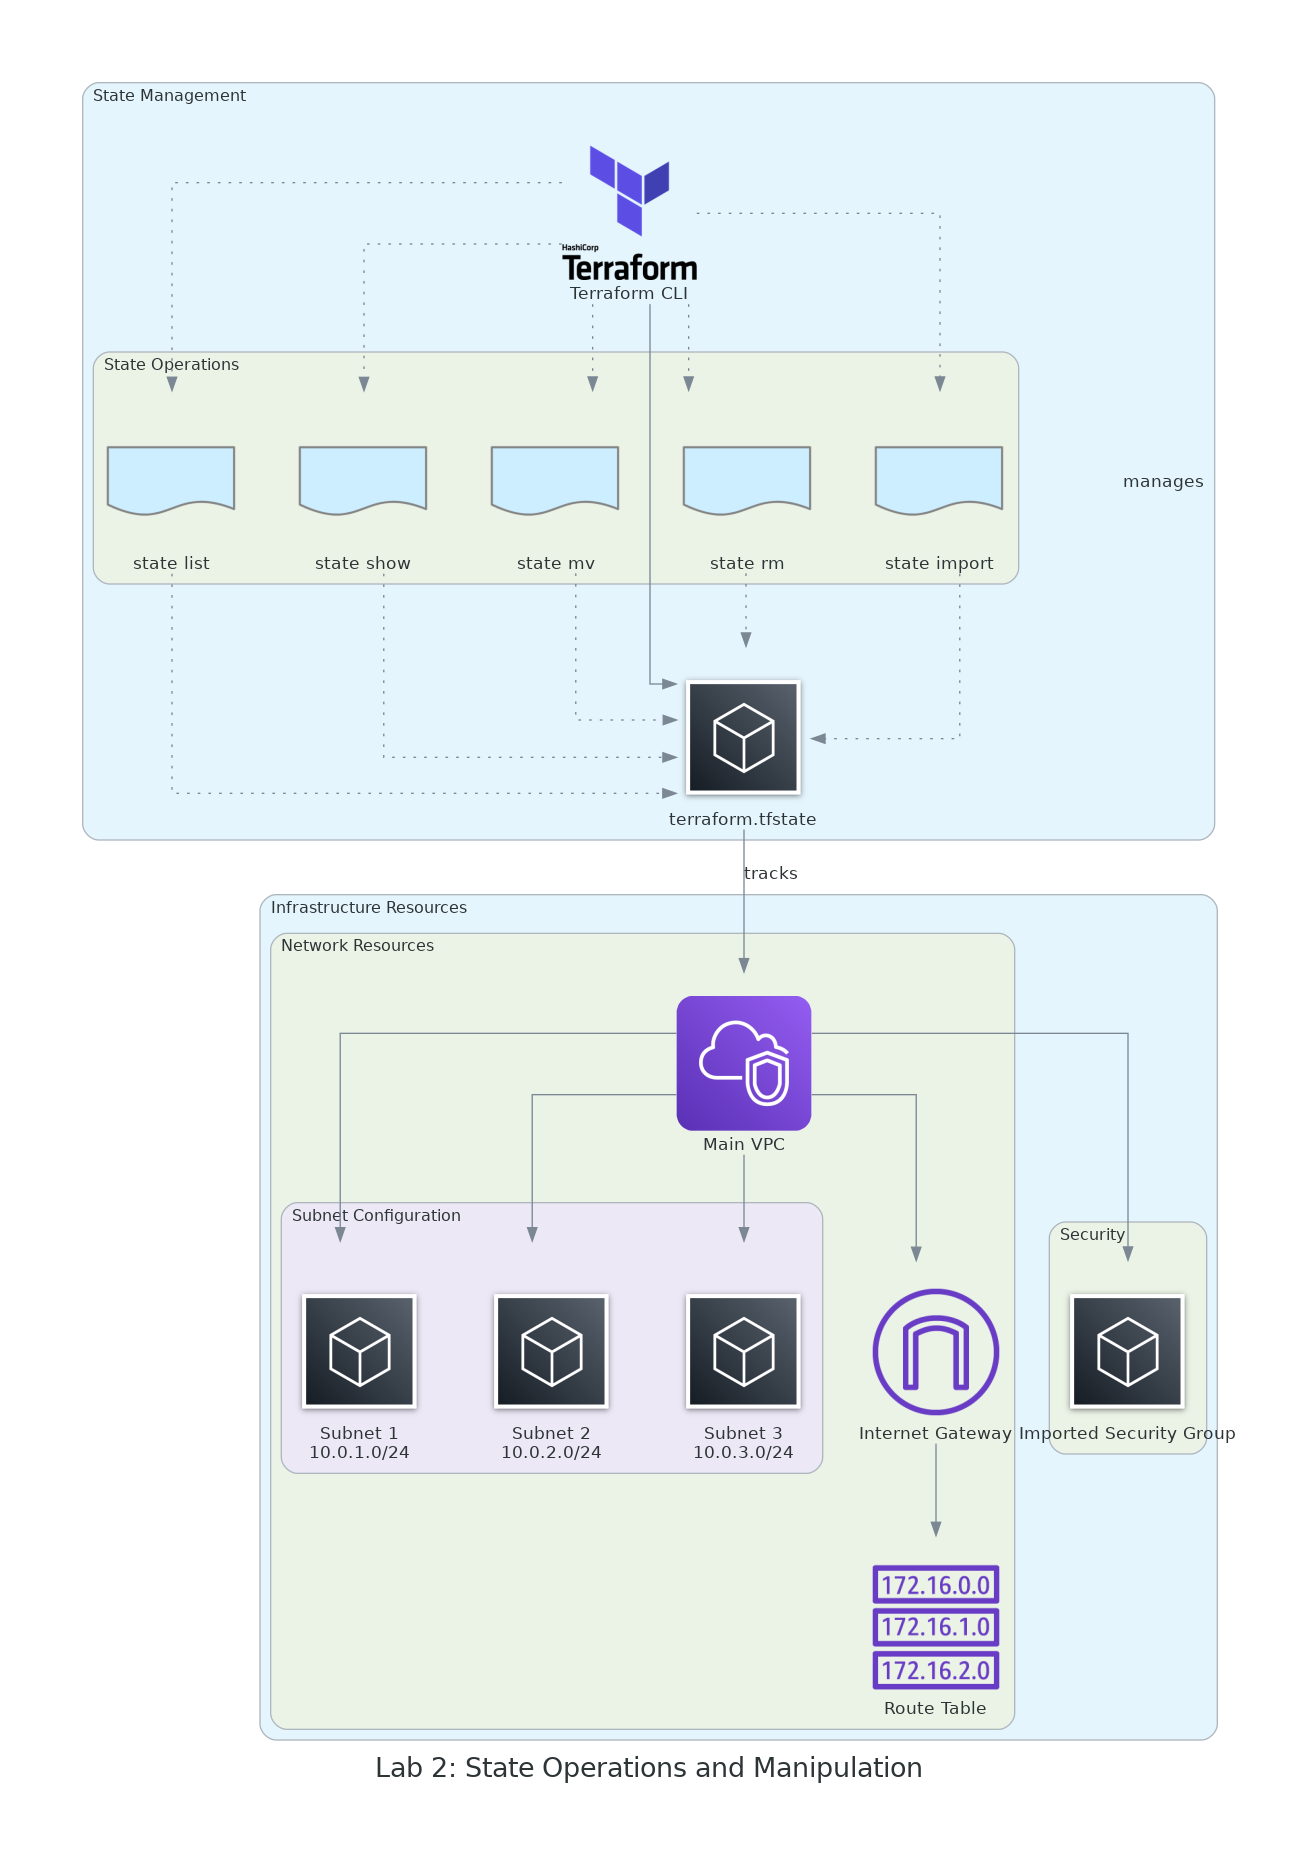 State Management
HashiCorp
Terraform
Terraform CLI
State Operations
manages
state list
state show
state mv
state rm
state import
terraform.tfstate
tracks
Infrastructure Resources
Network Resources
Main VPC
Subnet Configuration
Security
Subnet 1
10.0.1.0/24
Subnet 2
10.0.2.0/24
Subnet 3
10.0.3.0/24
Internet Gateway
Imported Security Group
172.16.0.0
172.16.1.0
172.16.2.0
Route Table
Lab 2: State Operations and Manipulation